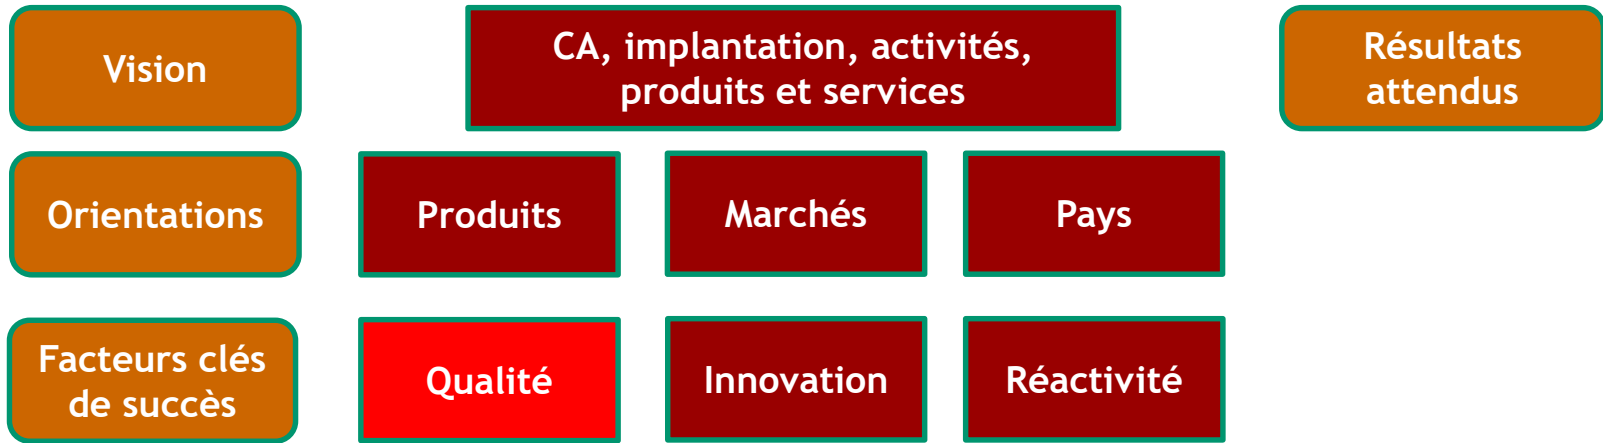 Vision
CA, implantation, activités,
produits et services
Résultats
attendus
Orientations
Produits
Marchés
Pays
Facteurs clés
de succès
Qualité
Innovation
Réactivité